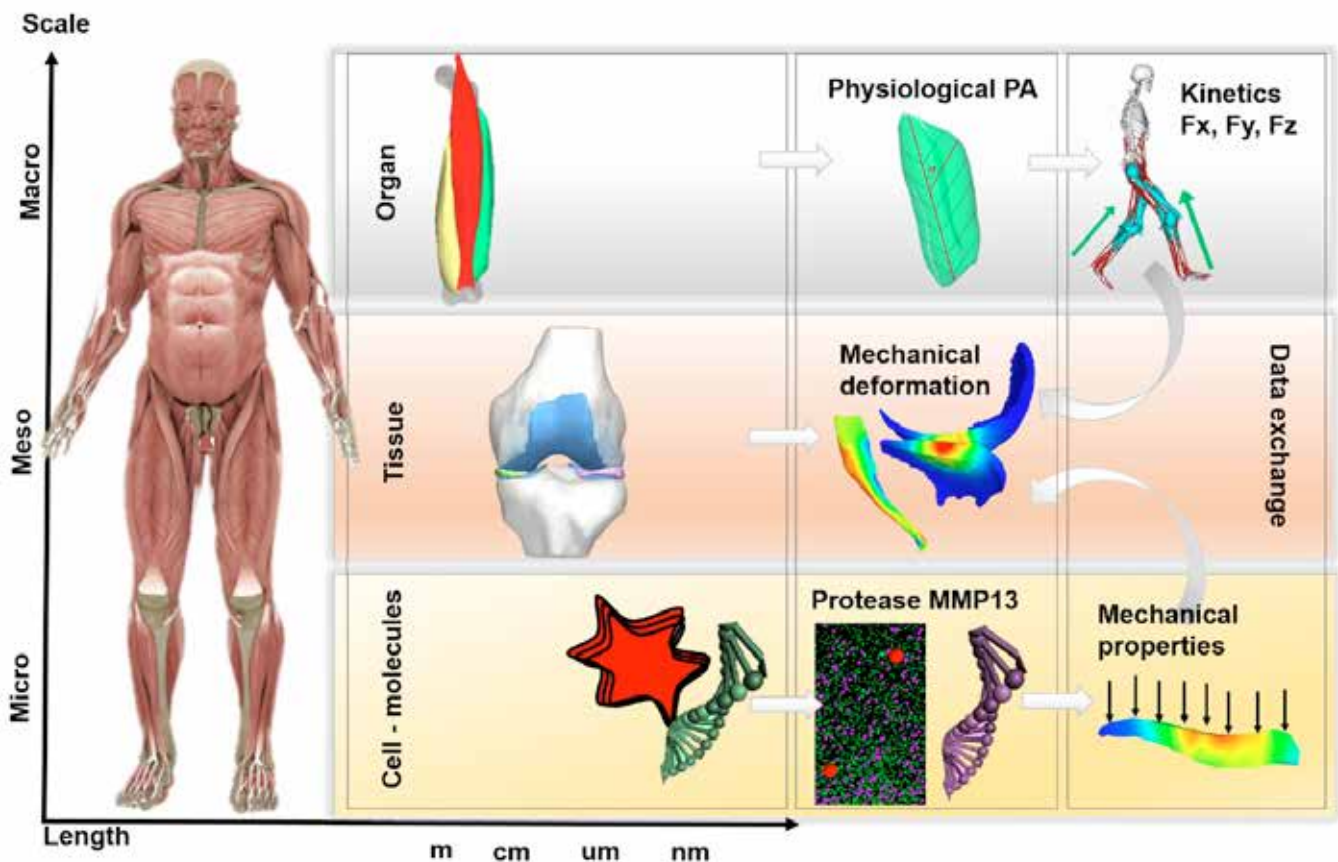 Scale
Macro
Meso
Micro
Organ
Physiological PA
α
Kinetics
Fx, Fy, Fz
Tissue
Mechanical
deformation
Data exchange
Cell - molecules
Protease MMP13
Mechanical
properties
Length
m cm um nm